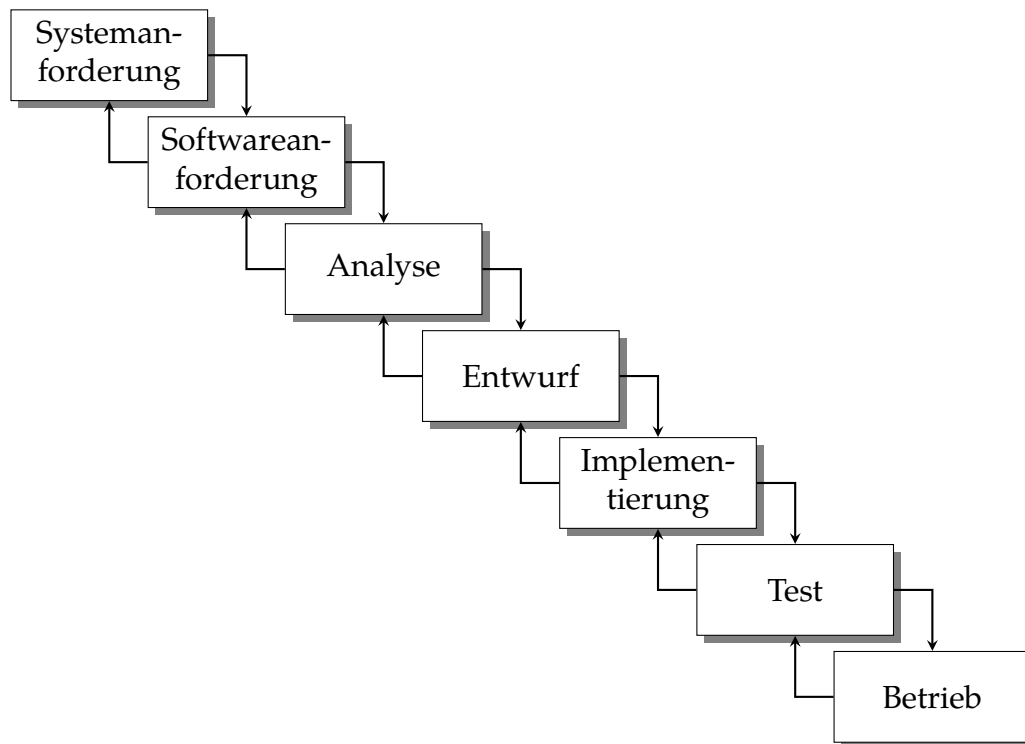 Systeman-
forderung
Softwarean-
forderung
Analyse
Entwurf
Implemen-
tierung
Test
Betrieb